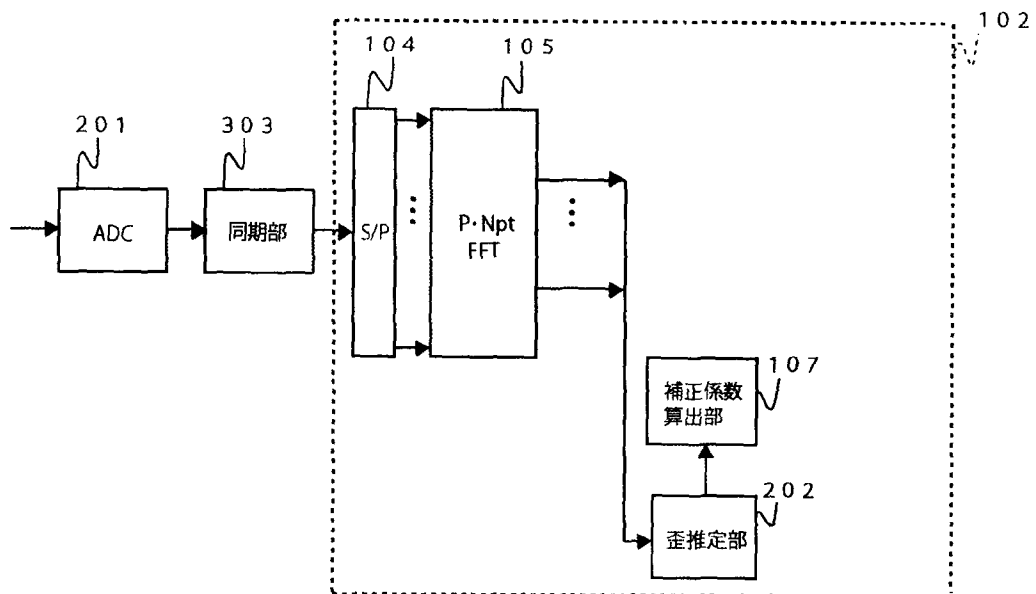 102
104
105
201
303
ADC
同期部
S/P
P・Npt
FFT
107
補正係数
算出部
202
歪推定部